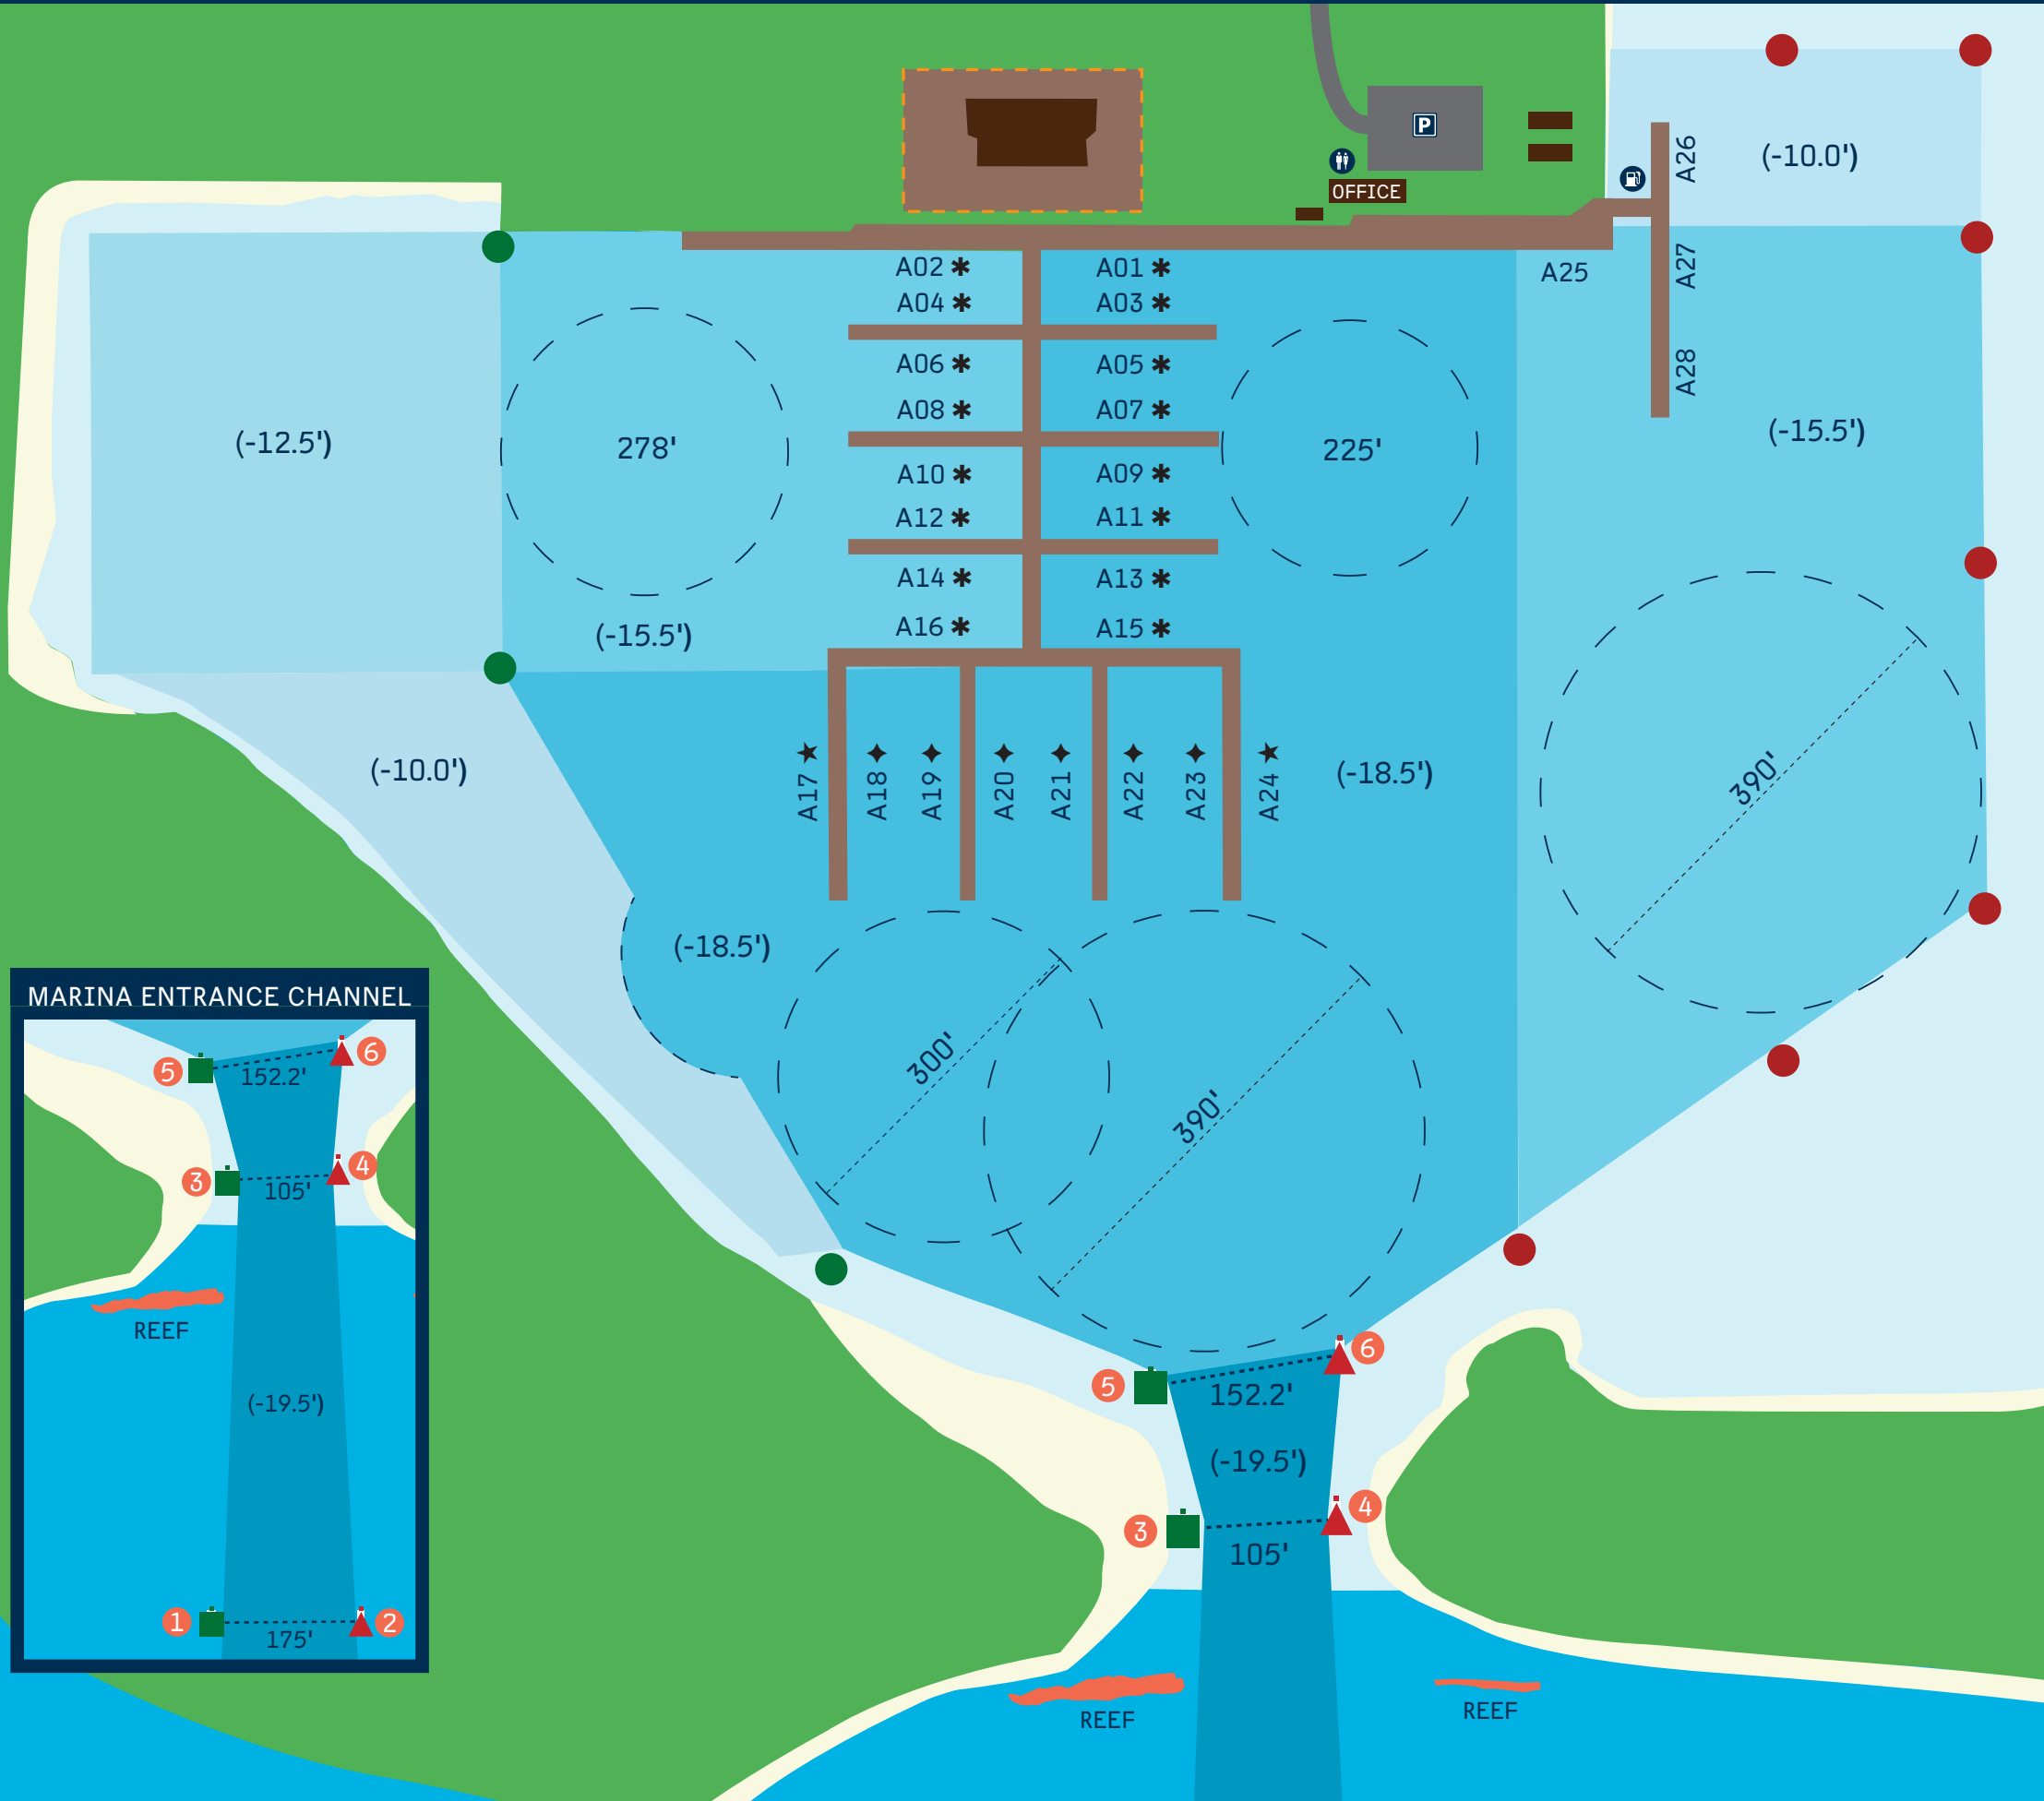 P
OFFICE
(-10.0')
A26
A27
A28
A25
A02 ✱
A01 ✱
A04 ✱
A03 ✱
A06 ✱
A05 ✱
A08 ✱
A07 ✱
A10 ✱
A09 ✱
A12 ✱
A11 ✱
A14 ✱
A13 ✱
A16 ✱
A15 ✱
(-12.5')
278'
225'
(-15.5')
(-15.5')
(-10.0')
A17 ★
A18 ✦
A19 ✦
A20 ✦
A21 ✦
A22 ✦
A23 ✦
A24 ★
(-18.5')
390'
(-18.5')
300'
390'
MARINA ENTRANCE CHANNEL
5
6
152.2'
3
4
105'
REEF
(-19.5')
1
2
175'
5
6
152.2'
(-19.5')
3
4
105'
REEF
REEF